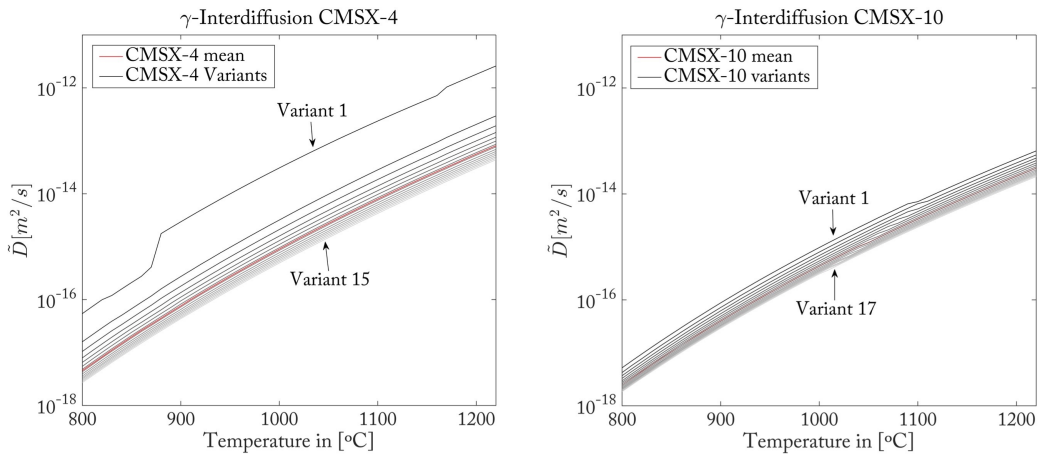 γ-Interdiffusion CMSX-4
CMSX-4 mean
CMSX-4 Variants
Variant 1
Variant 15
10⁻¹²
10⁻¹⁴
10⁻¹⁶
10⁻¹⁸
D̃[m²/s]
800 900 1000 1100 1200
Temperature in [ºC]
γ-Interdiffusion CMSX-10
CMSX-10 mean
CMSX-10 variants
Variant 1
Variant 17
10⁻¹²
10⁻¹⁴
10⁻¹⁶
10⁻¹⁸
D̃[m²/s]
800 900 1000 1100 1200
Temperature in [ºC]